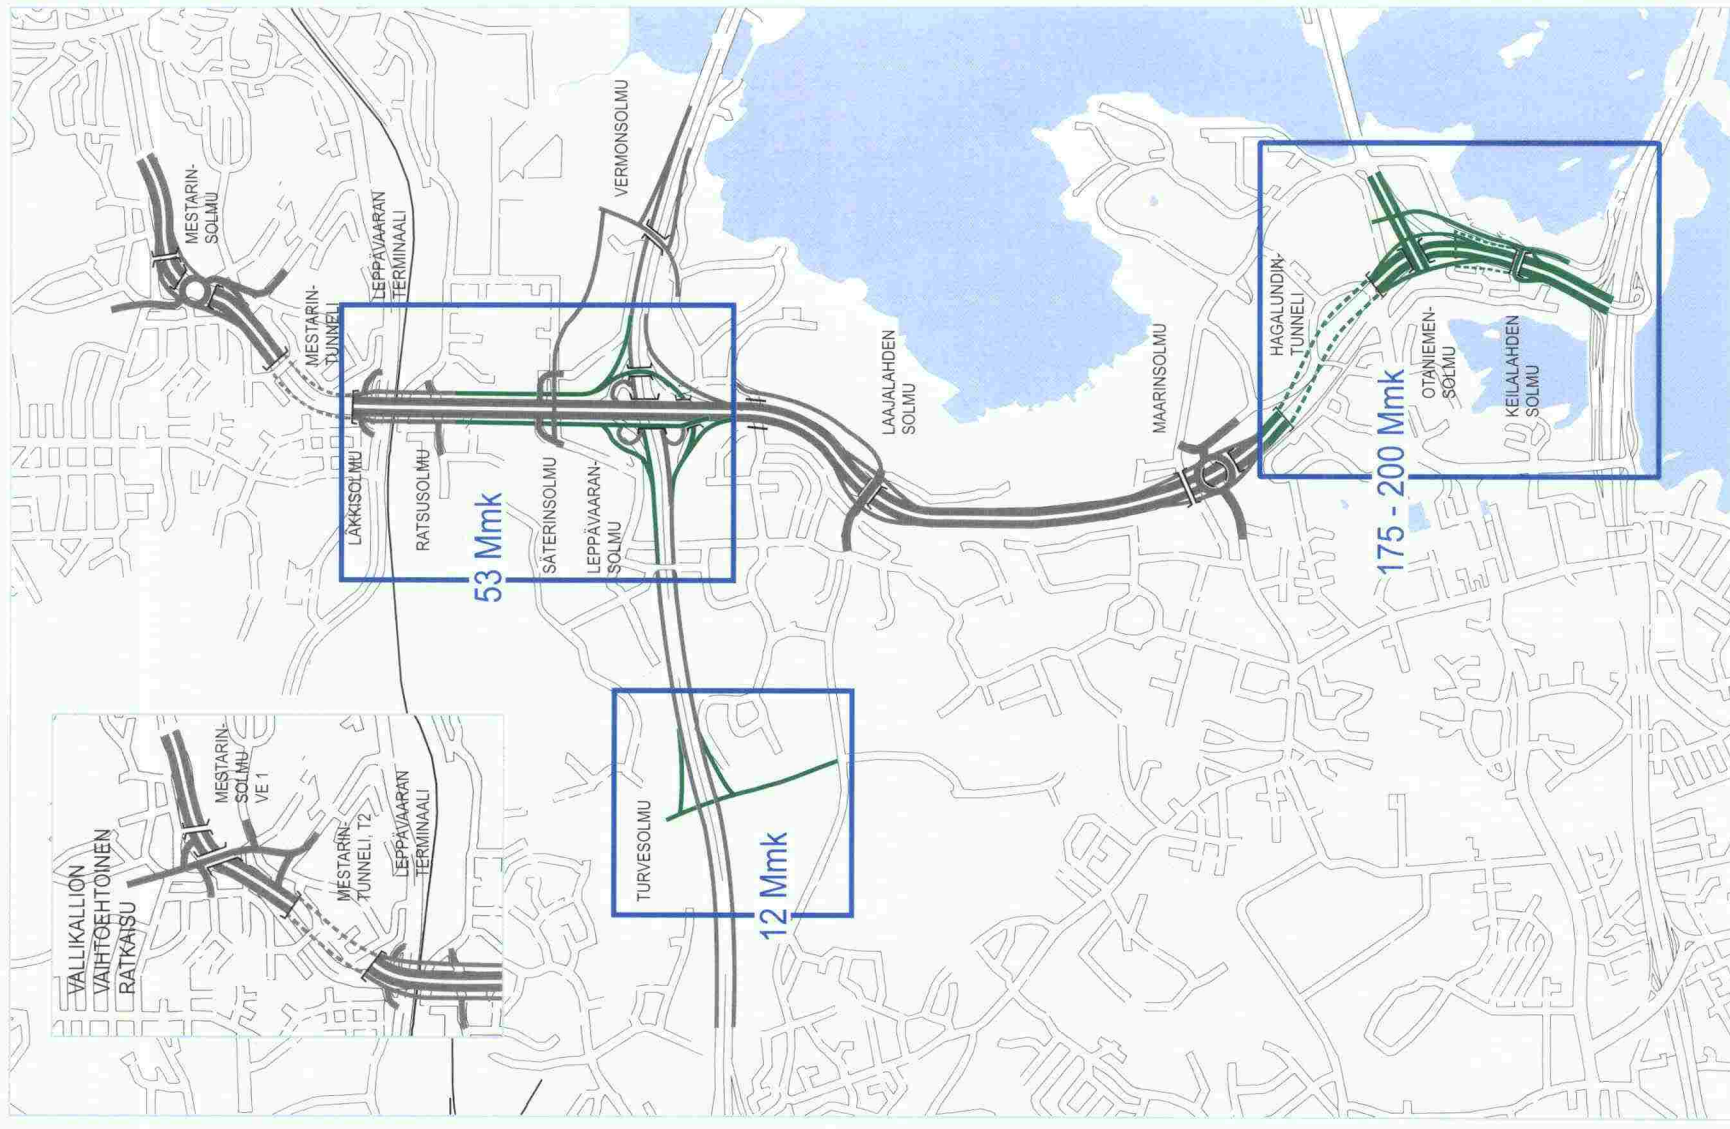 VALLIKALLION
VAIHTOEHTOINEN
RATKAISU
MESTARIN-
SOLMU
VE 1
MESTARIN-
TUNNELI, T2
LEPPÄVAARAN
TERMINAALI
MESTARIN-
SOLMU
MESTARIN-
TUNNELI
LEPPÄVAARAN
TERMINAALI
LÄKKISOLMU
RATSUSOLMU
53 Mmk
SÄTERINSOLMU
LEPPÄVAARAN-
SOLMU
VERMONSOLMU
TURVESOLMU
12 Mmk
LAAJALAHDEN
SOLMU
MAARINSOLMU
HAGALUNDIN-
TUNNELI
175 - 200 Mmk
OTANIEMEN-
SOLMU
KEILALAHDEN
SOLMU